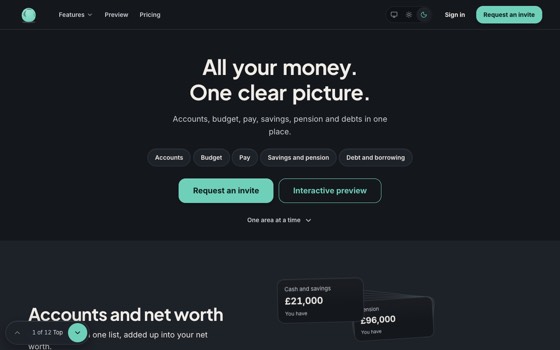 Features
Preview
Pricing
Sign in
Request an invite
All your money.
One clear picture.
Accounts, budget, pay, savings, pension and debts in one
place.
Accounts
Budget
Pay
Savings and pension
Debt and borrowing
Request an invite
Interactive preview
One area at a time
Cash and savings
£21,000
You have
£96,000
You have
Accounts and net worth
1 of 12 Top
one list, added up into your net
worth.